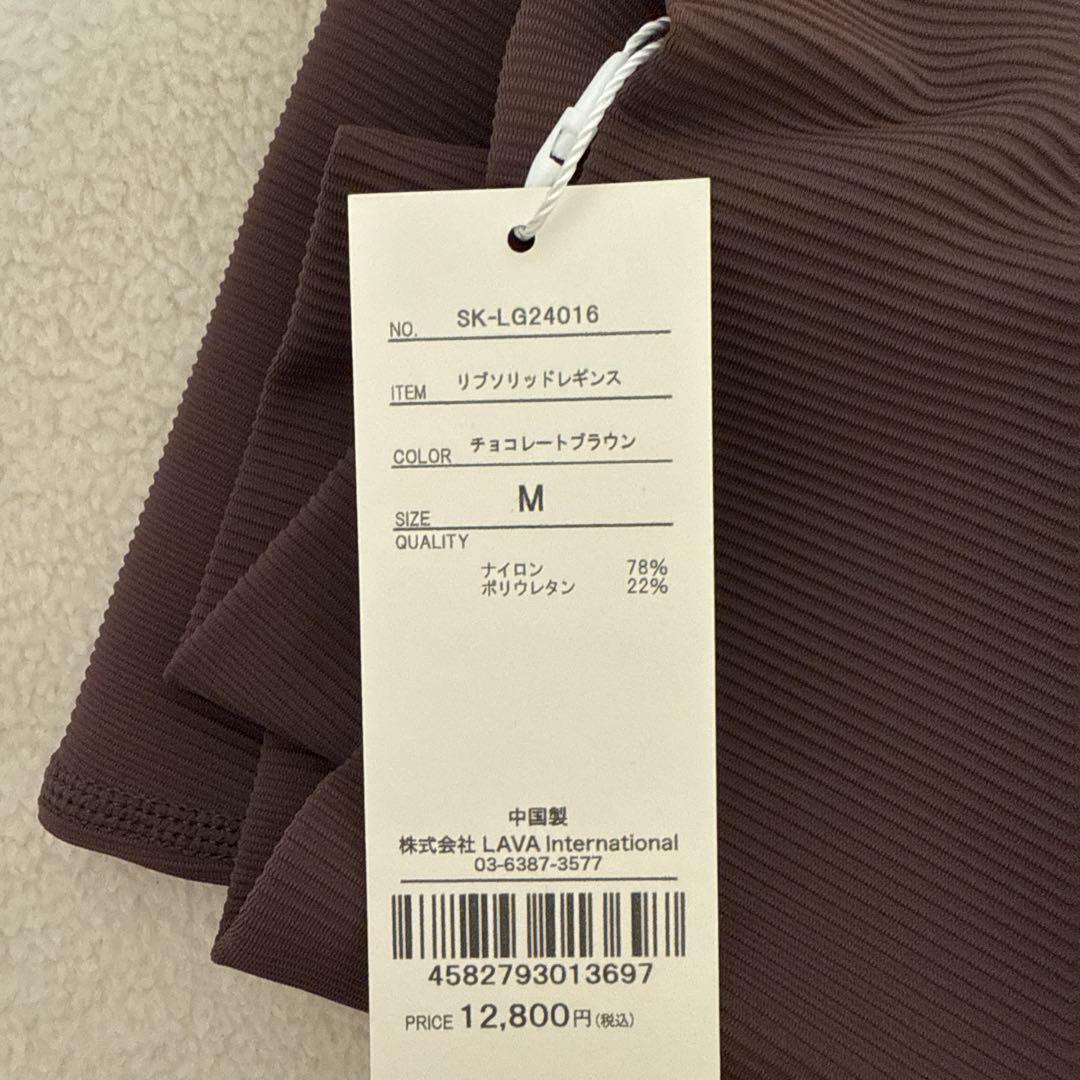 NO. SK-LG24016
ITEM リブソリッドレギンス
COLOR チョコレートブラウン
SIZE M
QUALITY
ナイロン 78%
ポリウレタン 22%
中国製
株式会社 LAVA International
03-6387-3577
4582793013697
PRICE 12,800円(税込)